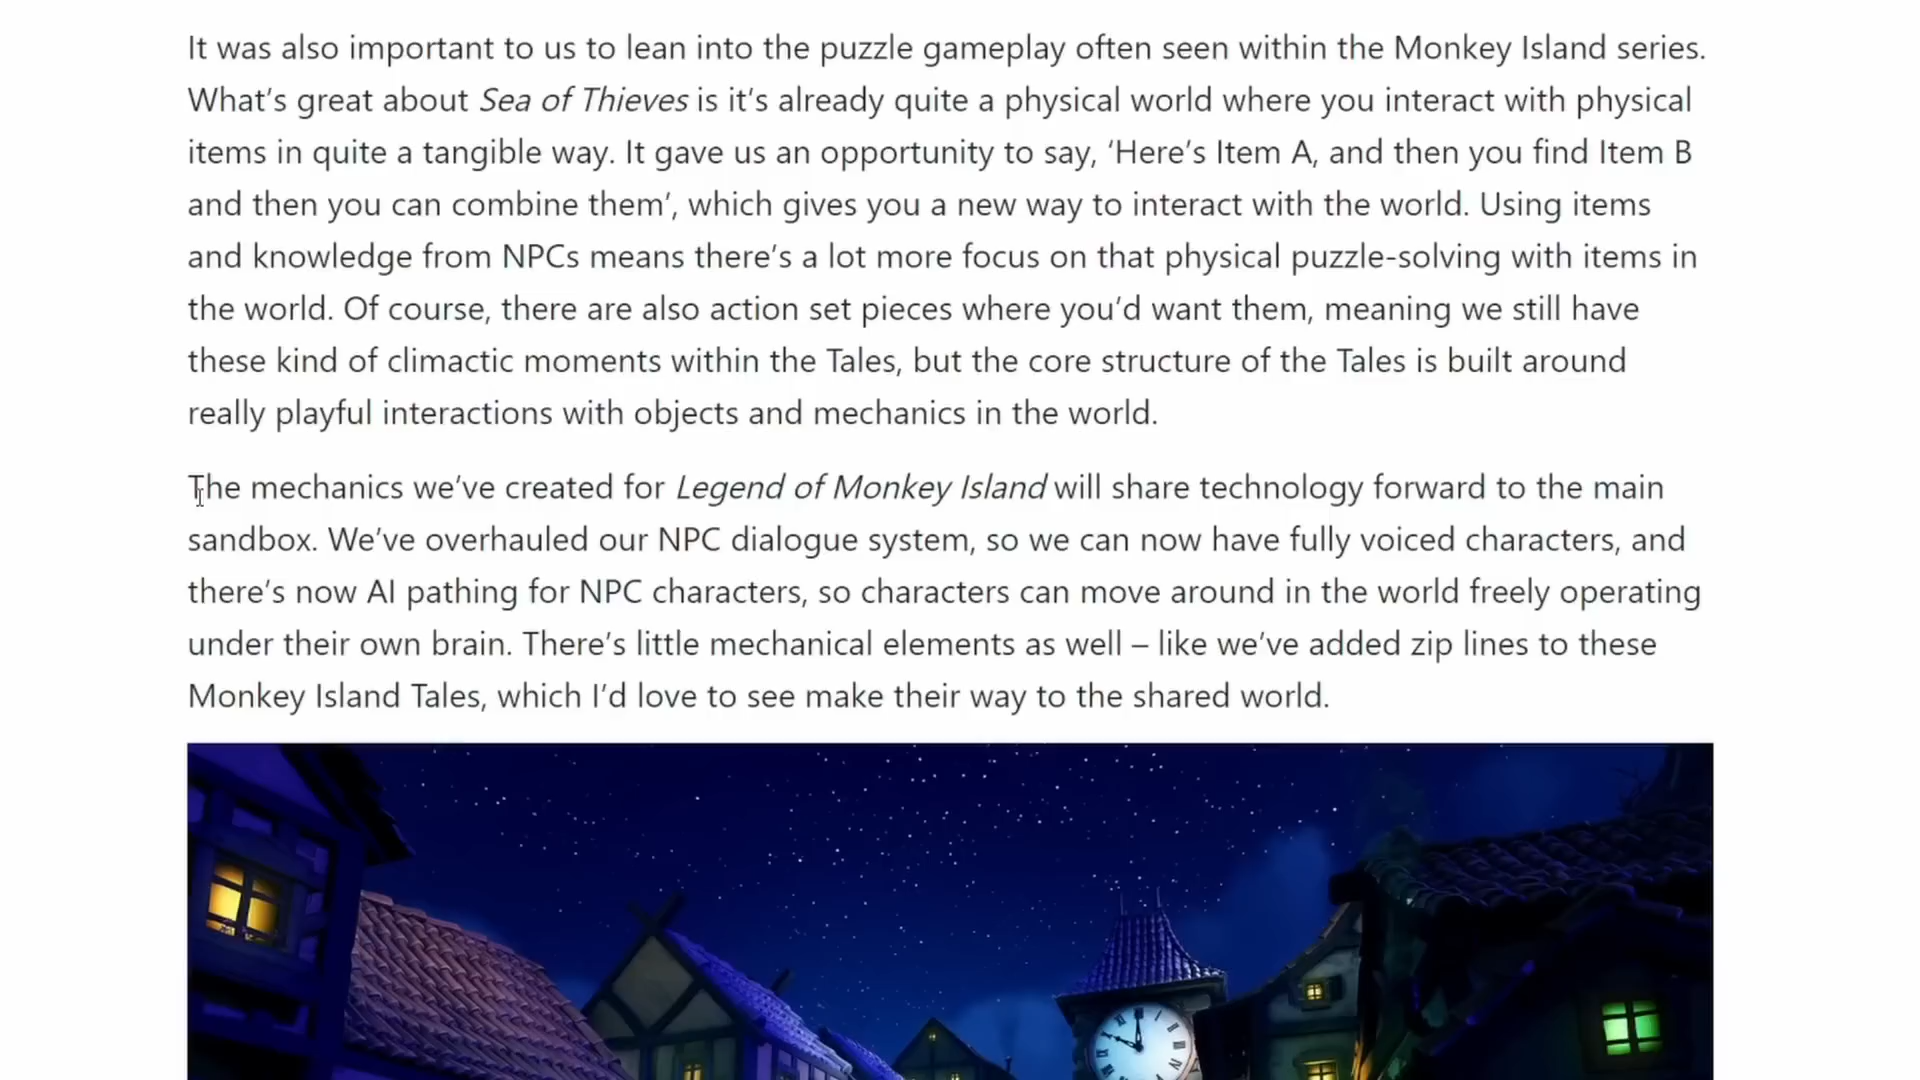 It was also important to us to lean into the puzzle gameplay often seen within the Monkey Island series.
What’s great about Sea of Thieves is it’s already quite a physical world where you interact with physical
items in quite a tangible way. It gave us an opportunity to say, ‘Here’s Item A, and then you find Item B
and then you can combine them’, which gives you a new way to interact with the world. Using items
and knowledge from NPCs means there’s a lot more focus on that physical puzzle-solving with items in
the world. Of course, there are also action set pieces where you’d want them, meaning we still have
these kind of climactic moments within the Tales, but the core structure of the Tales is built around
really playful interactions with objects and mechanics in the world.
The mechanics we’ve created for Legend of Monkey Island will share technology forward to the main
sandbox. We’ve overhauled our NPC dialogue system, so we can now have fully voiced characters, and
there’s now AI pathing for NPC characters, so characters can move around in the world freely operating
under their own brain. There’s little mechanical elements as well – like we’ve added zip lines to these
Monkey Island Tales, which I’d love to see make their way to the shared world.